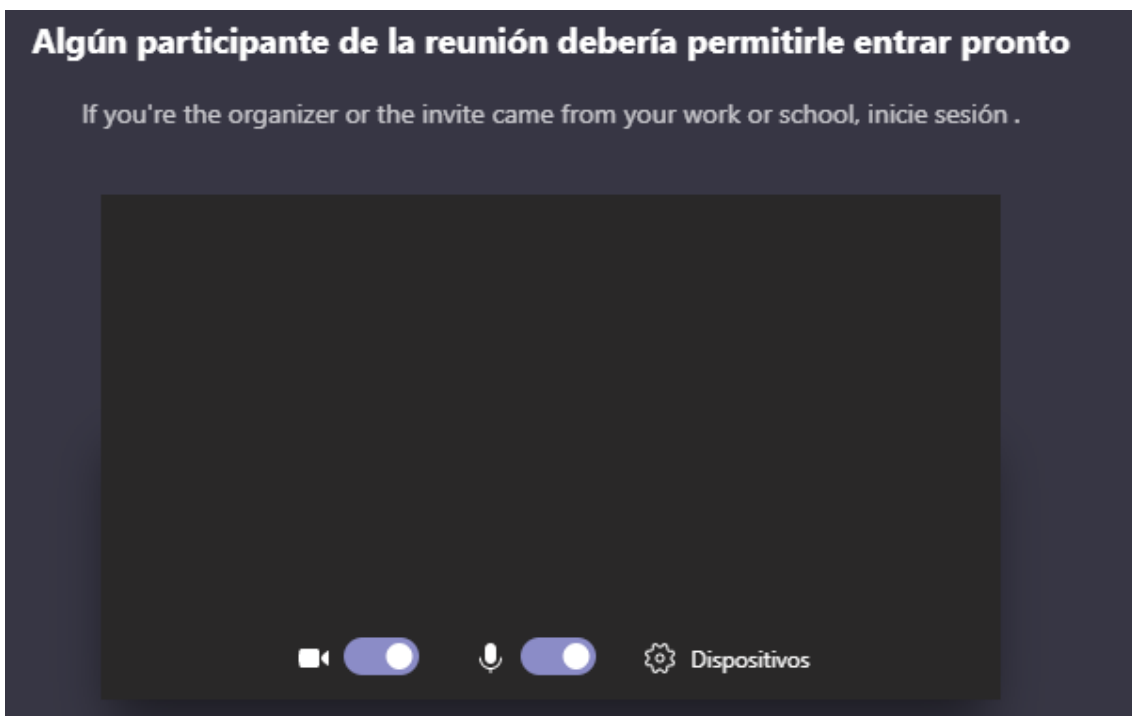 Algún participante de la reunión debería permitirle entrar pronto
If you're the organizer or the invite came from your work or school, inicie sesión .
Dispositivos